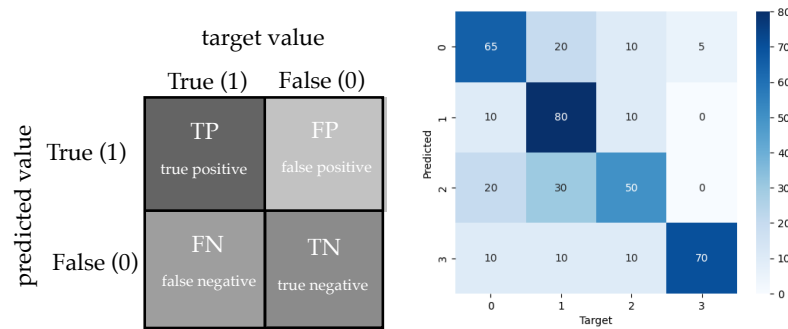 target value
True (1) False (0)
predicted value
True (1)
TP
true positive
FP
false positive
False (0)
FN
false negative
TN
true negative
Predicted
0
65 20 10 5
1
10 80 10 0
2
20 30 50 0
3
10 10 10 70
0 1 2 3
Target
80
70
60
50
40
30
20
10
0